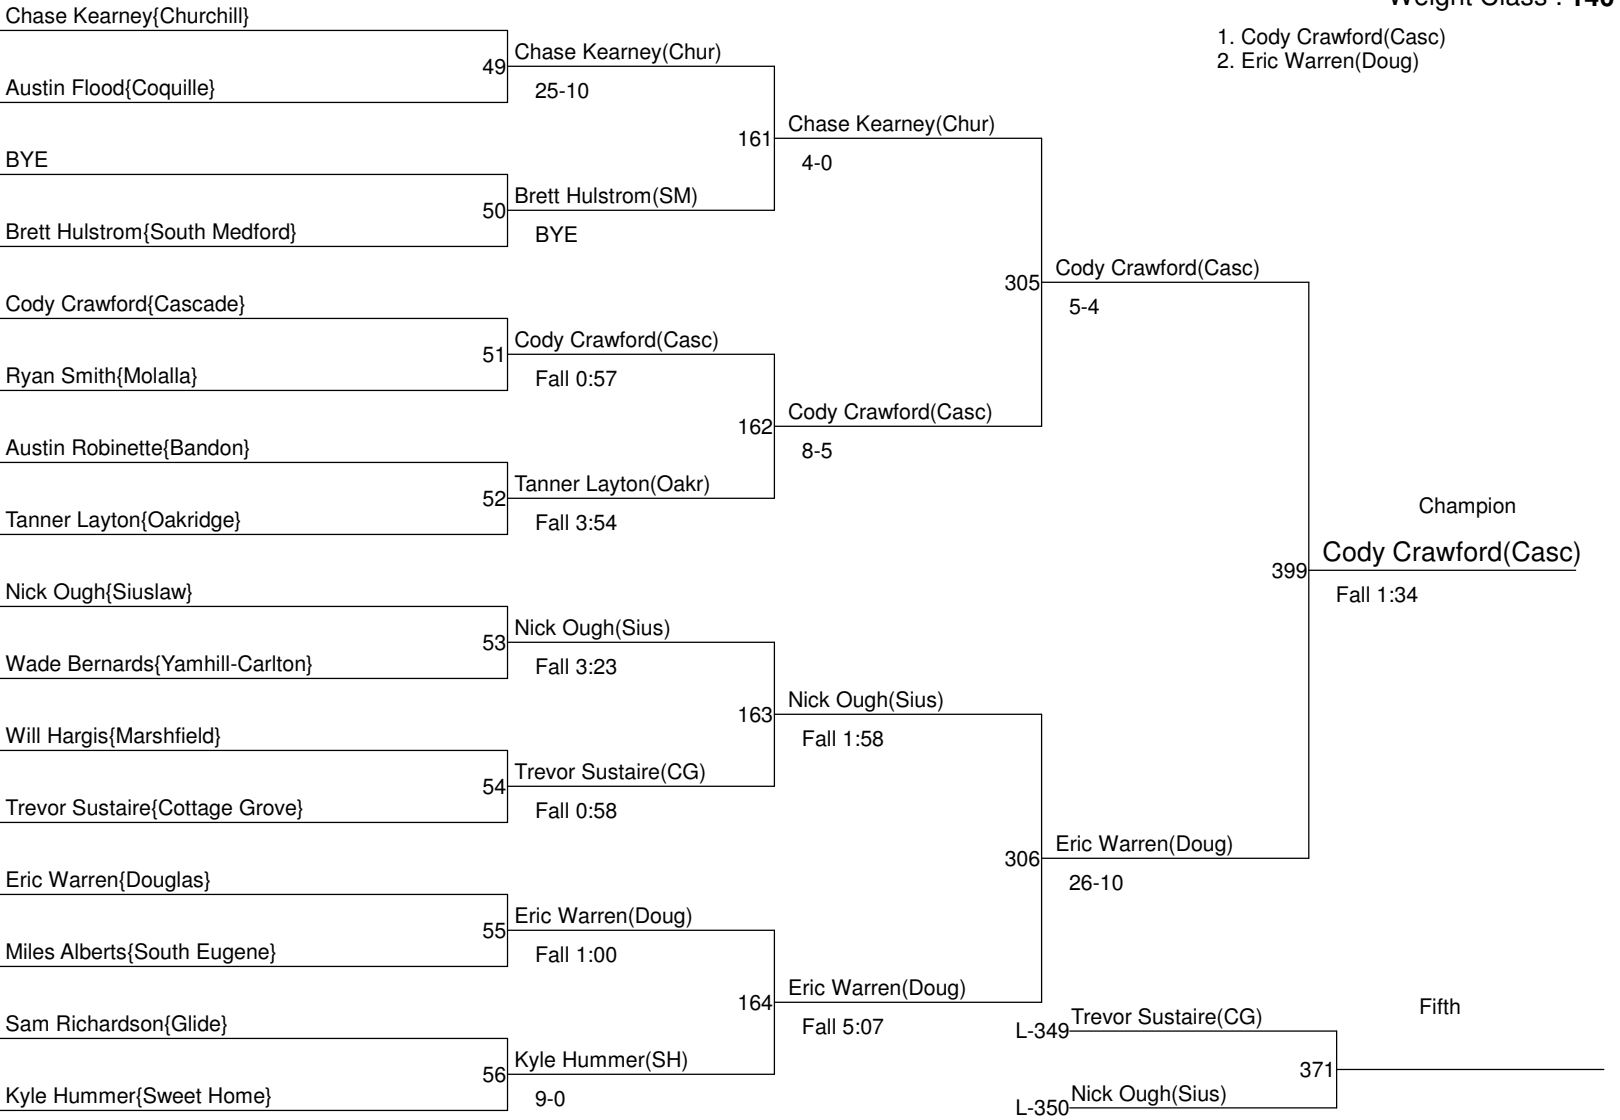 Weight Class : 140
1. Cody Crawford(Casc)
2. Eric Warren(Doug)
Chase Kearney{Churchill}
49
Chase Kearney(Chur)
25-10
Austin Flood{Coquille}
161
Chase Kearney(Chur)
4-0
BYE
50
Brett Hulstrom(SM)
BYE
Brett Hulstrom{South Medford}
305
Cody Crawford(Casc)
5-4
Cody Crawford{Cascade}
51
Cody Crawford(Casc)
Fall 0:57
Ryan Smith{Molalla}
162
Cody Crawford(Casc)
8-5
Austin Robinette{Bandon}
52
Tanner Layton(Oakr)
Fall 3:54
Tanner Layton{Oakridge}
Champion
399
Cody Crawford(Casc)
Fall 1:34
Nick Ough{Siuslaw}
53
Nick Ough(Sius)
Fall 3:23
Wade Bernards{Yamhill-Carlton}
163
Nick Ough(Sius)
Fall 1:58
Will Hargis{Marshfield}
54
Trevor Sustaire(CG)
Fall 0:58
Trevor Sustaire{Cottage Grove}
306
Eric Warren(Doug)
26-10
Eric Warren{Douglas}
55
Eric Warren(Doug)
Fall 1:00
Miles Alberts{South Eugene}
164
Eric Warren(Doug)
Fall 5:07
Sam Richardson{Glide}
56
Kyle Hummer(SH)
9-0
Kyle Hummer{Sweet Home}
Fifth
L-349
Trevor Sustaire(CG)
371
L-350
Nick Ough(Sius)